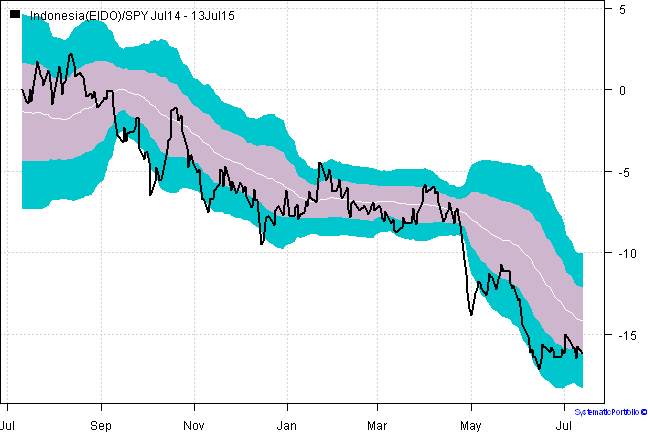 Indonesia(EIDO)/SPY Jul14 - 13Jul15
5
0
-5
-10
-15
SystematicPortfolio ©
Jul Sep Nov Jan Mar May Jul